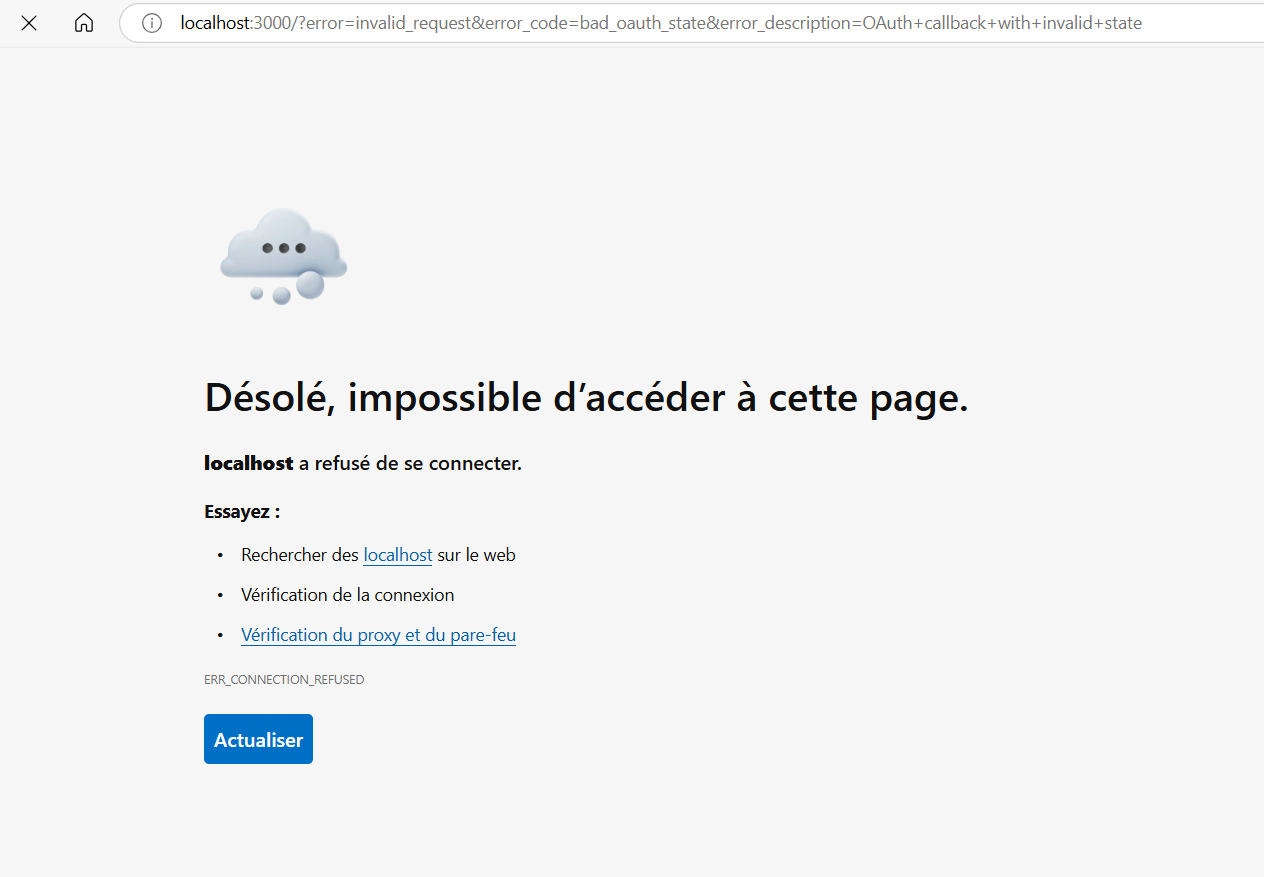 localhost:3000/?error=invalid_request&error_code=bad_oauth_state&error_description=OAuth+callback+with+invalid+state
Désolé, impossible d’accéder à cette page.
localhost a refusé de se connecter.
Essayez :
• Rechercher des localhost sur le web
• Vérification de la connexion
• Vérification du proxy et du pare-feu
ERR_CONNECTION_REFUSED
Actualiser